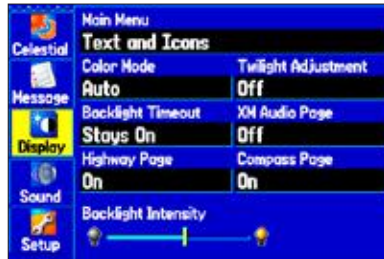 Celestial
Message
Display
Sound
Setup
Main Menu
Text and Icons
Color Mode
Twilight Adjustment
Auto
Off
Backlight Timeout
XM Audio Page
Stays On
Off
Highway Page
Compass Page
On
On
Backlight Intensity